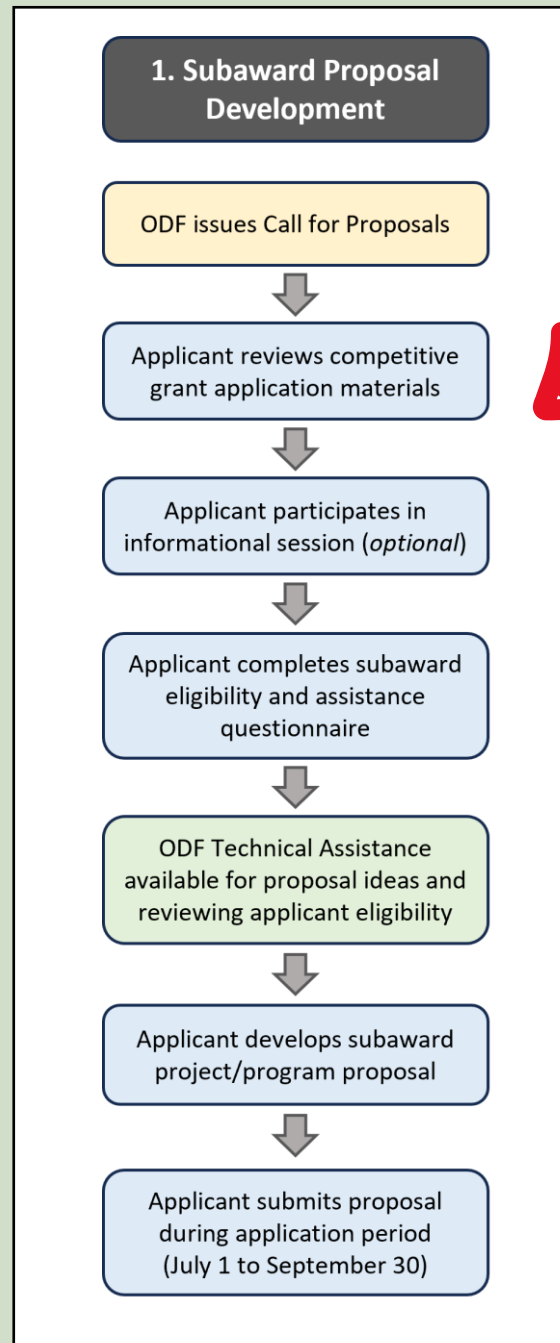 1. Subaward Proposal
Development
ODF issues Call for Proposals
Applicant reviews competitive
grant application materials
Applicant participates in
informational session (optional)
Applicant completes subaward
eligibility and assistance
questionnaire
ODF Technical Assistance
available for proposal ideas and
reviewing applicant eligibility
Applicant develops subaward
project/program proposal
Applicant submits proposal
during application period
(July 1 to September 30)